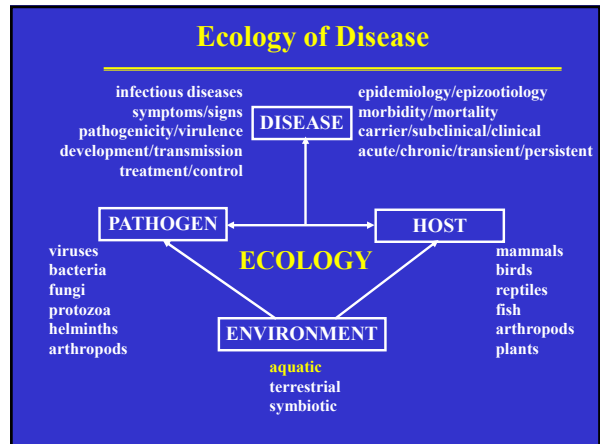 Ecology of Disease
infectious diseases
symptoms/signs
pathogenicity/virulence
development/transmission
treatment/control
DISEASE
epidemiology/epizootiology
morbidity/mortality
carrier/subclinical/clinical
acute/chronic/transient/persistent
PATHOGEN
HOST
ECOLOGY
viruses
bacteria
fungi
protozoa
helminths
arthropods
mammals
birds
reptiles
fish
arthropods
plants
ENVIRONMENT
aquatic
terrestrial
symbiotic